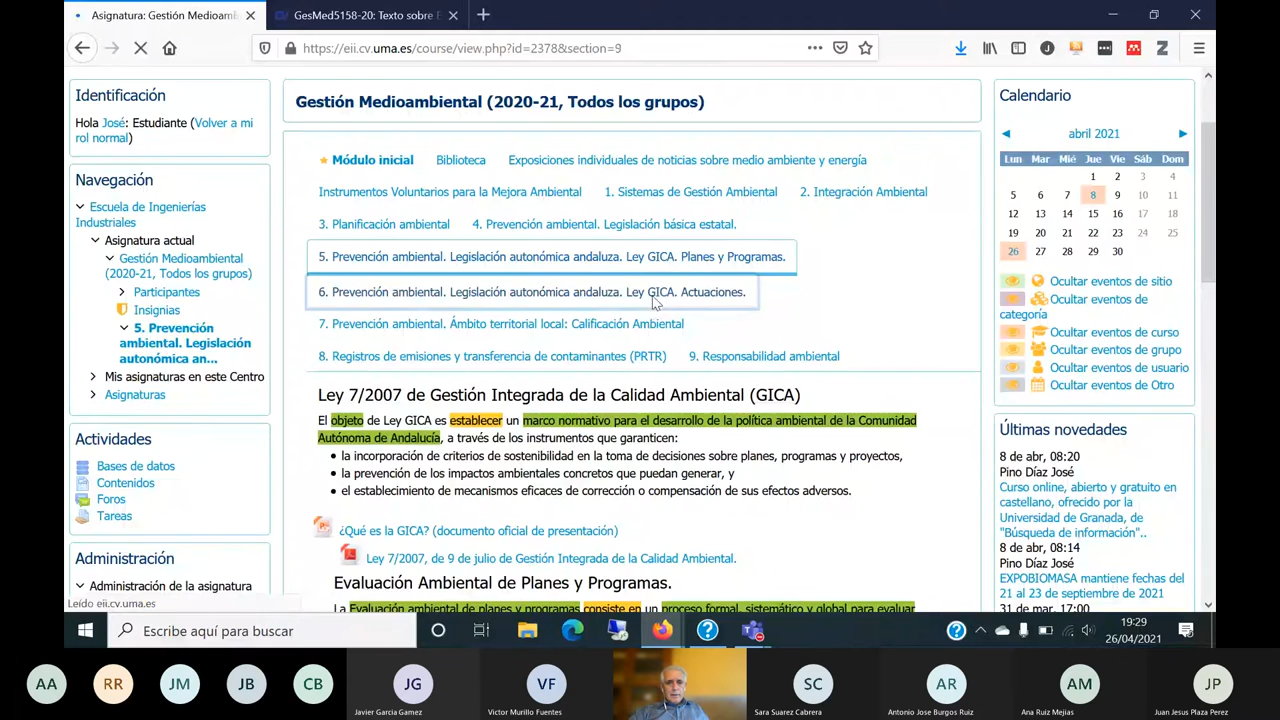 Asignatura: Gestión Medioamb
GesMed5158-20: Texto sobre E
https://eii.cv.uma.es/course/view.php?id=2378&section=9
Identificación
Hola José: Estudiante (Volver a mi
rol normal)
Navegación
Escuela de Ingenierías
Industriales
Asignatura actual
Gestión Medioambiental
(2020-21, Todos los grupos)
Participantes
Insignias
5. Prevención
ambiental. Legislación
autonómica an...
Mis asignaturas en este Centro
Asignaturas
Actividades
Bases de datos
Contenidos
Foros
Tareas
Administración
Administración de la asignatura
Leído eii.cv.uma.es
Gestión Medioambiental (2020-21, Todos los grupos)
Módulo inicial Biblioteca Exposiciones individuales de noticias sobre medio ambiente y energía
Instrumentos Voluntarios para la Mejora Ambiental 1. Sistemas de Gestión Ambiental 2. Integración Ambiental
3. Planificación ambiental 4. Prevención ambiental. Legislación básica estatal.
5. Prevención ambiental. Legislación autonómica andaluza. Ley GICA. Planes y Programas.
6. Prevención ambiental. Legislación autonómica andaluza. Ley GICA. Actuaciones.
7. Prevención ambiental. Ámbito territorial local: Calificación Ambiental
8. Registros de emisiones y transferencia de contaminantes (PRTR) 9. Responsabilidad ambiental
Ley 7/2007 de Gestión Integrada de la Calidad Ambiental (GICA)
El objeto de Ley GICA es establecer un marco normativo para el desarrollo de la política ambiental de la Comunidad
Autónoma de Andalucía, a través de los instrumentos que garanticen:
• la incorporación de criterios de sostenibilidad en la toma de decisiones sobre planes, programas y proyectos,
• la prevención de los impactos ambientales concretos que puedan generar, y
• el establecimiento de mecanismos eficaces de corrección o compensación de sus efectos adversos.
¿Qué es la GICA? (documento oficial de presentación)
Ley 7/2007, de 9 de julio de Gestión Integrada de la Calidad Ambiental.
Evaluación Ambiental de Planes y Programas.
La Evaluación ambiental de planes y programas consiste en un proceso formal, sistemático y global para evaluar
Calendario
abril 2021
Lun Mar Mié Jue Vie Sáb Dom
1 2 3 4
5 6 7 8 9 10 11
12 13 14 15 16 17 18
19 20 21 22 23 24 25
26 27 28 29 30
Ocultar eventos de sitio
Ocultar eventos de
categoría
Ocultar eventos de curso
Ocultar eventos de grupo
Ocultar eventos de usuario
Ocultar eventos de Otro
Últimas novedades
8 de abr, 08:20
Pino Díaz José
Curso online, abierto y gratuito en
castellano, ofrecido por la
Universidad de Granada, de
"Búsqueda de información"..
8 de abr, 08:14
Pino Díaz José
EXPOBIOMASA mantiene fechas del
21 al 23 de septiembre de 2021
31 de mar, 17:00
Escribe aquí para buscar
19:29
26/04/2021
AA RR JM JB CB JG VF SC AR AM JP
Javier Garcia Gamez
Victor Murillo Fuentes
Sara Suarez Cabrera
Antonio Jose Burgos Ruiz
Ana Ruiz Mejias
Juan Jesus Plaza Perez